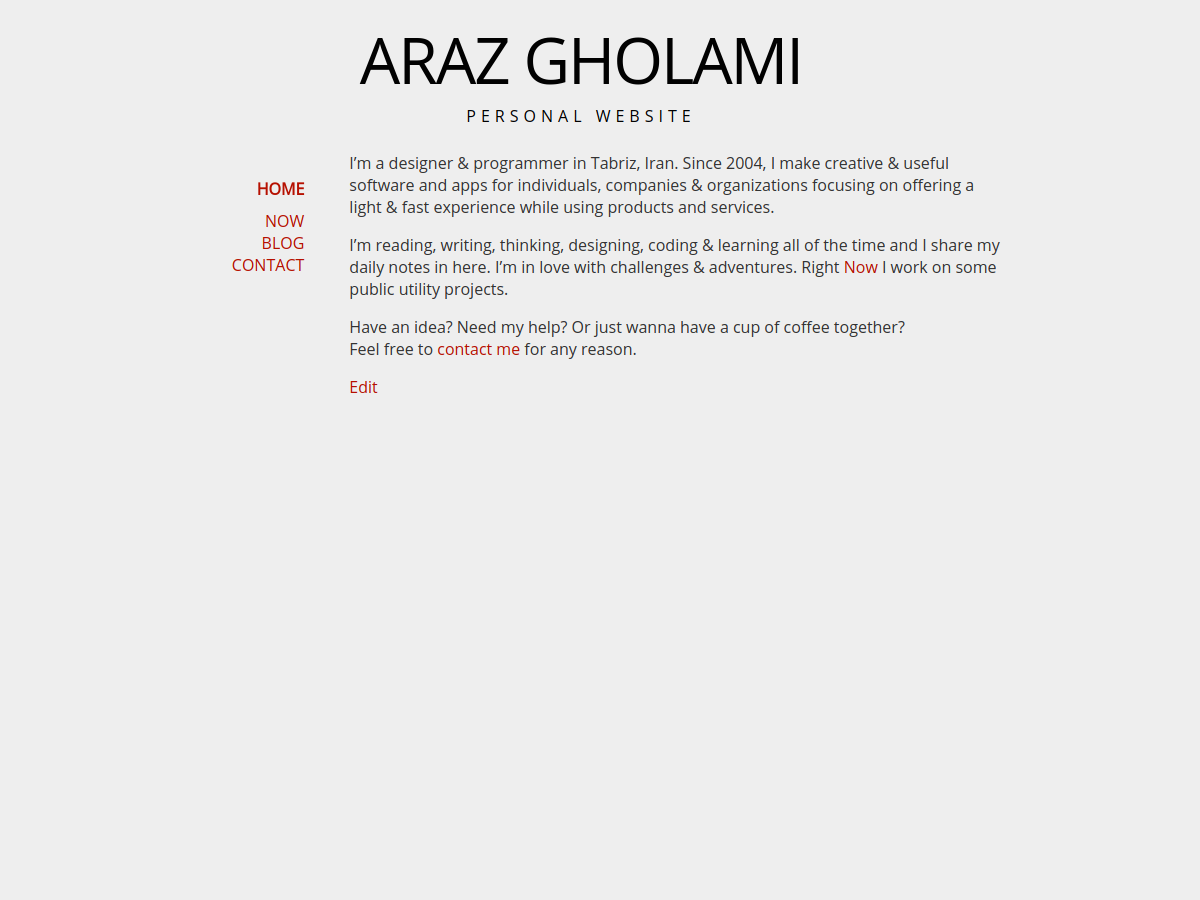 ARAZ GHOLAMI
PERSONAL WEBSITE
HOME
NOW
BLOG
CONTACT
I’m a designer & programmer in Tabriz, Iran. Since 2004, I make creative & useful
software and apps for individuals, companies & organizations focusing on offering a
light & fast experience while using products and services.
I’m reading, writing, thinking, designing, coding & learning all of the time and I share my
daily notes in here. I’m in love with challenges & adventures. Right Now I work on some
public utility projects.
Have an idea? Need my help? Or just wanna have a cup of coffee together?
Feel free to contact me for any reason.
Edit